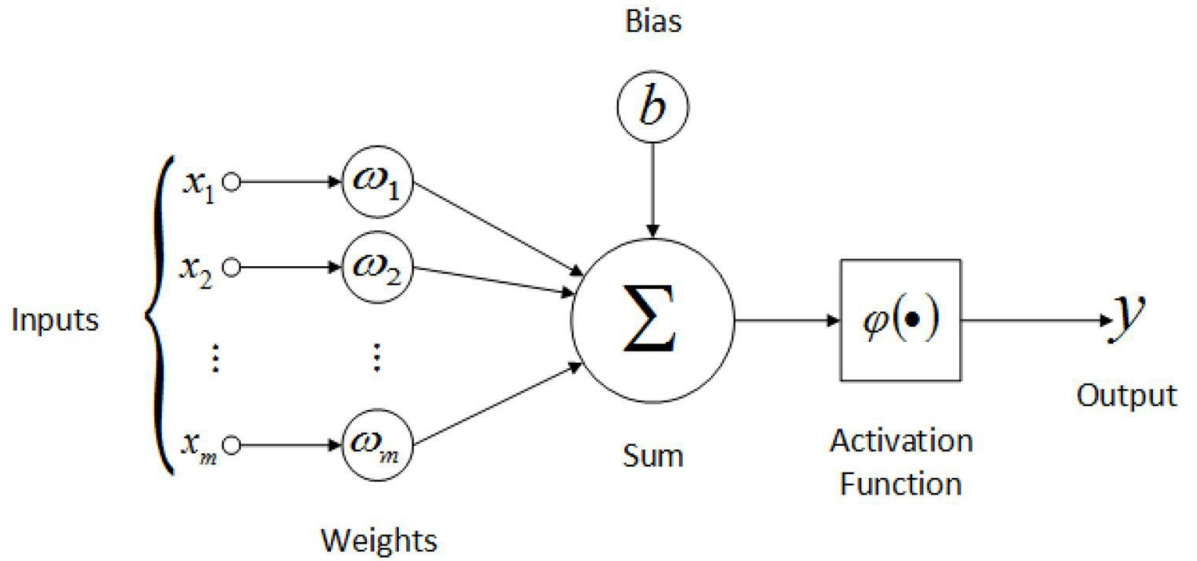 Bias
b
x₁ ω₁
x₂ ω₂
Inputs
⋮ ⋮
Σ φ(•) y
Output
xₘ ωₘ
Sum
Activation
Function
Weights